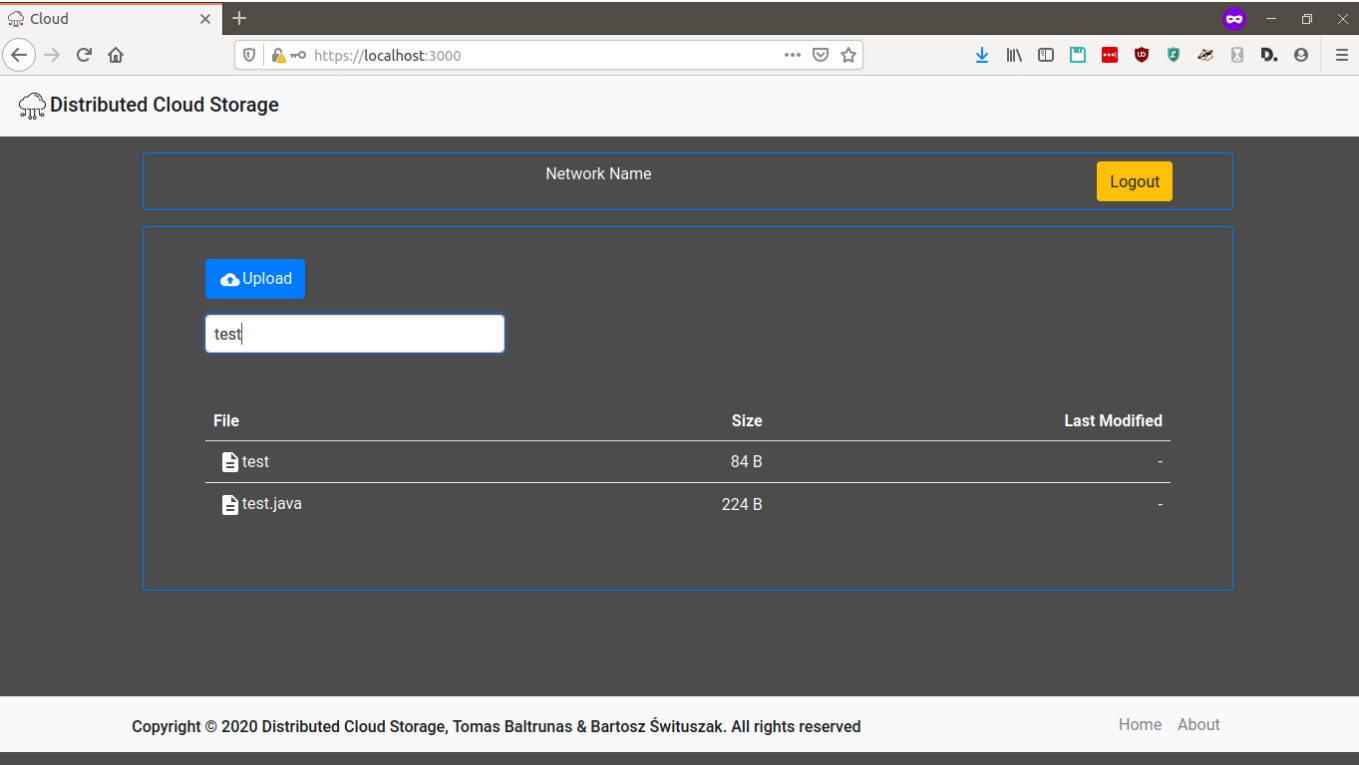 Cloud
https://localhost:3000
Distributed Cloud Storage
Network Name
Logout
Upload
test
File Size Last Modified
test 84 B -
test.java 224 B -
Copyright © 2020 Distributed Cloud Storage, Tomas Baltrunas & Bartosz Śwituszak. All rights reserved
Home About